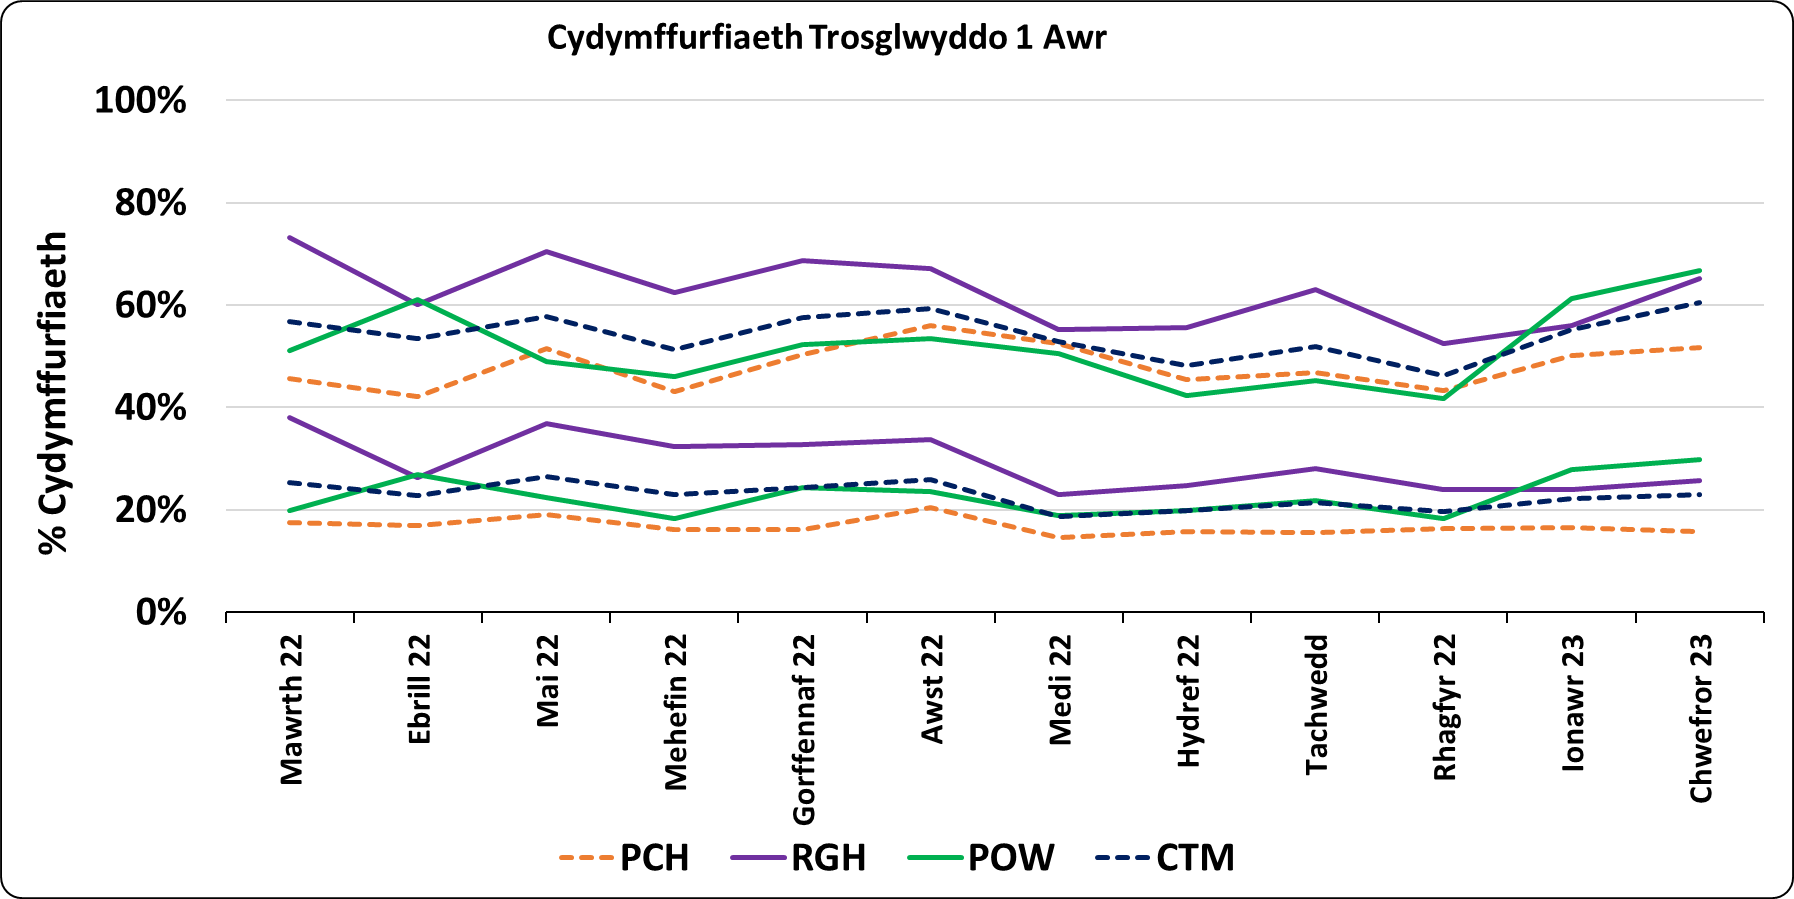 Cydymffurfiaeth Trosglwyddo 1 Awr
% Cydymffurfiaeth
100%
80%
60%
40%
20%
0%
Mawrth 22
Ebrill 22
Mai 22
Mehefin 22
Gorffennaf 22
Awst 22
Medi 22
Hydref 22
Tachwedd
Rhagfyr 22
Ionawr 23
Chwefror 23
PCH RGH POW CTM